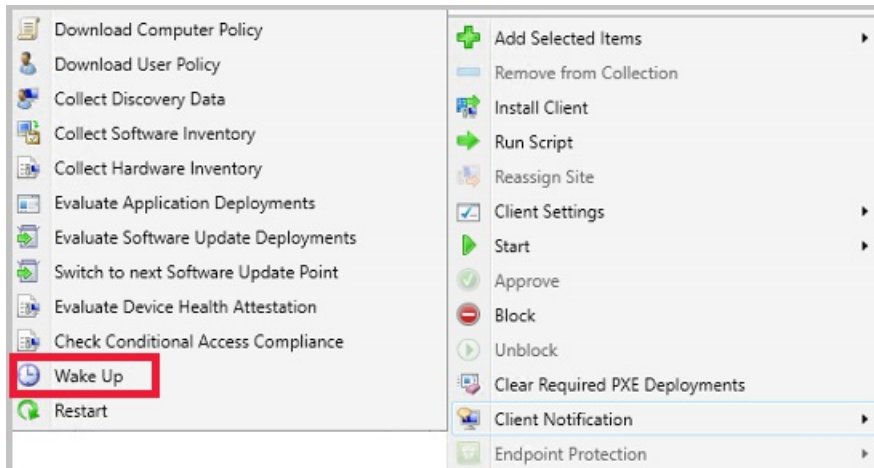 Download Computer Policy
Download User Policy
Collect Discovery Data
Collect Software Inventory
Collect Hardware Inventory
Evaluate Application Deployments
Evaluate Software Update Deployments
Switch to next Software Update Point
Evaluate Device Health Attestation
Check Conditional Access Compliance
Wake Up
Restart
Add Selected Items
Remove from Collection
Install Client
Run Script
Reassign Site
Client Settings
Start
Approve
Block
Unblock
Clear Required PXE Deployments
Client Notification
Endpoint Protection